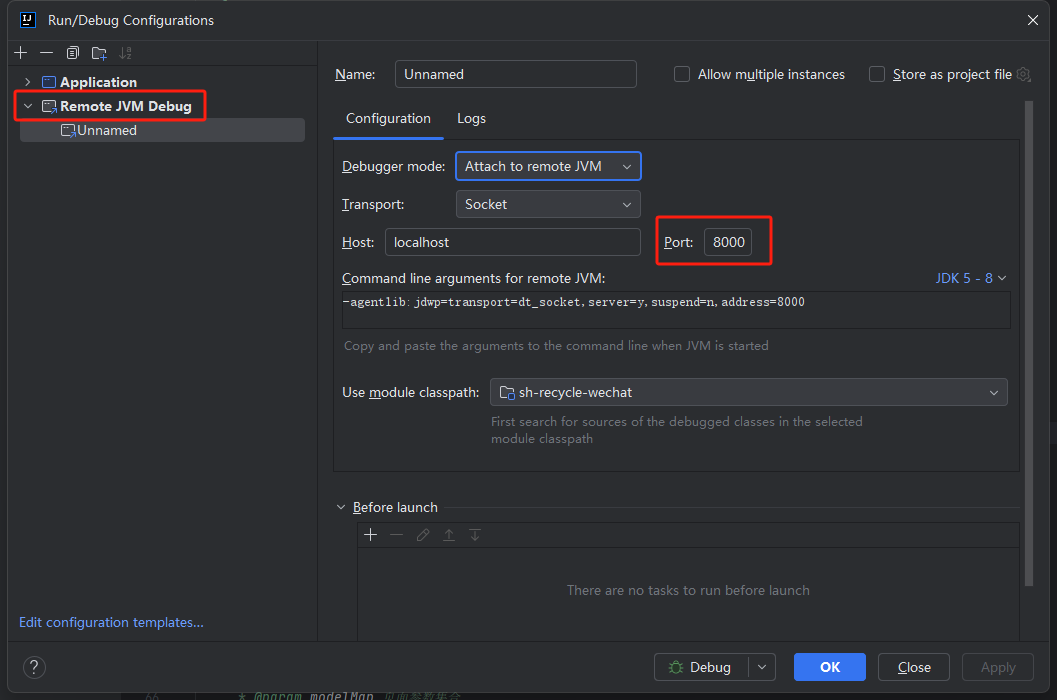 Run/Debug Configurations
Application
Remote JVM Debug
Unnamed
Edit configuration templates...
Name: Unnamed
Allow multiple instances
Store as project file
Configuration Logs
Debugger mode: Attach to remote JVM
Transport: Socket
Host: localhost Port: 8000
Command line arguments for remote JVM: JDK 5 - 8
-agentlib:jdwp=transport=dt_socket,server=y,suspend=n,address=8000
Copy and paste the arguments to the command line when JVM is started
Use module classpath: sh-recycle-wechat
First search for sources of the debugged classes in the selected
module classpath
Before launch
There are no tasks to run before launch
? Debug OK Close Apply
66 * @param modelMap